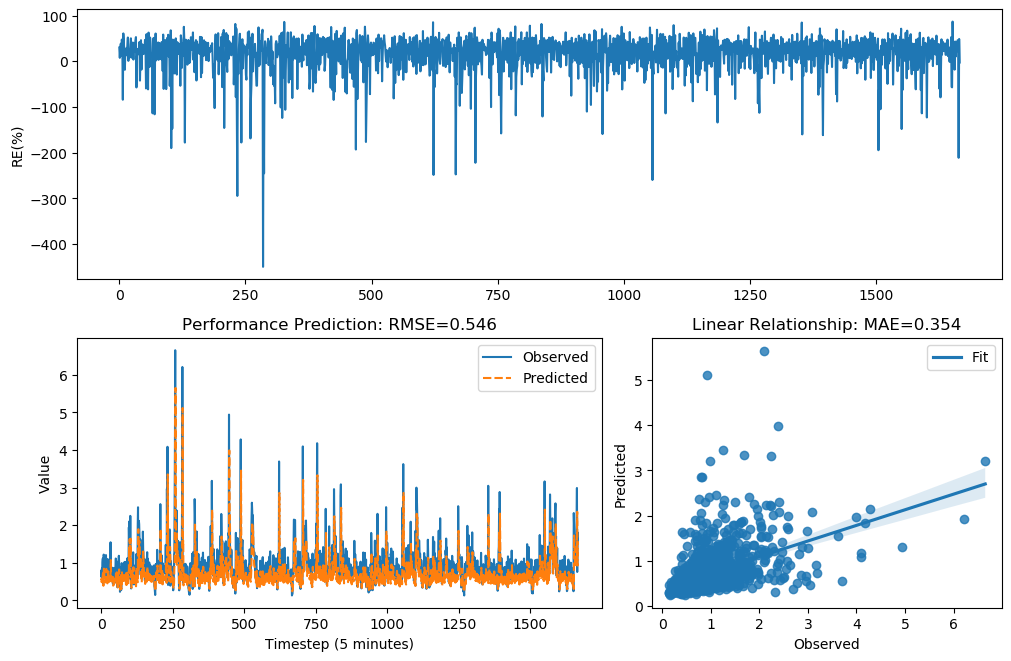 100
0
−100
−200
−300
−400
RE(%)
0 250 500 750 1000 1250 1500
Performance Prediction: RMSE=0.546
Observed
Predicted
6
5
4
3
2
1
0
Value
0 250 500 750 1000 1250 1500
Timestep (5 minutes)
Linear Relationship: MAE=0.354
Fit
5
4
3
2
1
0
Predicted
0 1 2 3 4 5 6
Observed